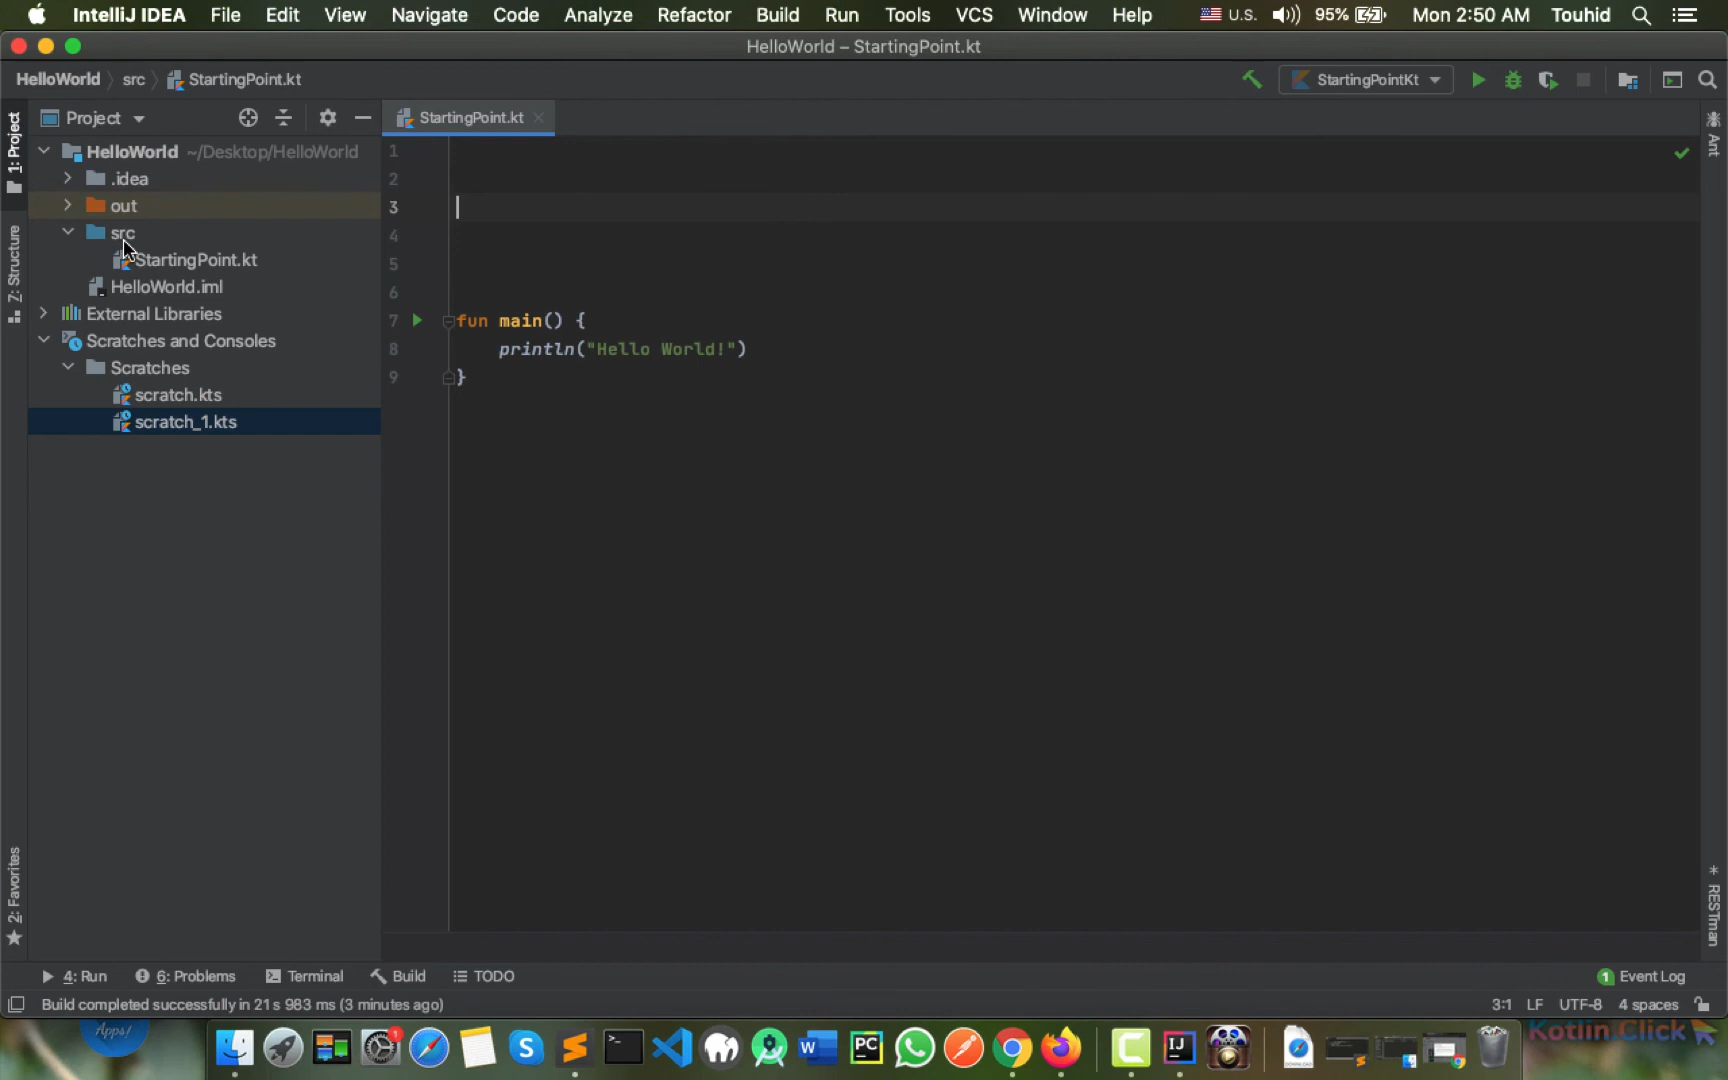 IntelliJ IDEA File Edit View Navigate Code Analyze Refactor Build Run Tools VCS Window Help U.S. 95% Mon 2:50 AM Touhid
HelloWorld – StartingPoint.kt
HelloWorld src StartingPoint.kt StartingPointKt
1: Project
Project
StartingPoint.kt
Ant
HelloWorld ~/Desktop/HelloWorld
.idea
out
src
StartingPoint.kt
HelloWorld.iml
External Libraries
Scratches and Consoles
Scratches
scratch.kts
scratch_1.kts
Z: Structure
2: Favorites
1
2
3
4
5
6
7 fun main() {
8 println("Hello World!")
9 }
RESTman
4: Run 6: Problems Terminal Build TODO 1 Event Log
Build completed successfully in 21 s 983 ms (3 minutes ago) 3:1 LF UTF-8 4 spaces
Apps!
1
W
PC
IJ
Kotlin.Click